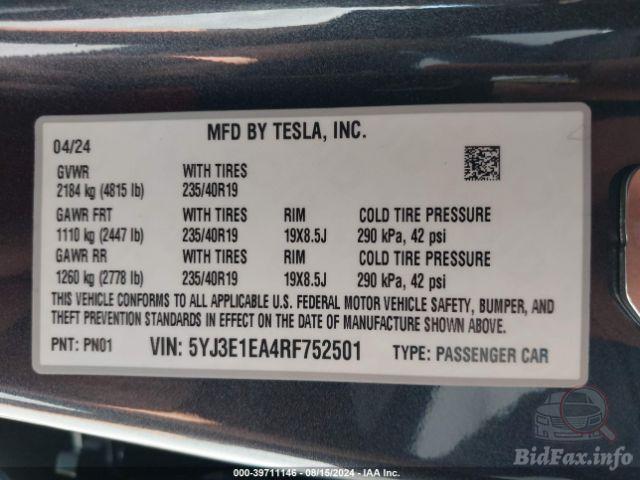 MFD BY TESLA, INC.
04/24
GVWR WITH TIRES
2184 kg (4815 lb) 235/40R19
GAWR FRT WITH TIRES RIM COLD TIRE PRESSURE
1110 kg (2447 lb) 235/40R19 19X8.5J 290 kPa, 42 psi
GAWR RR WITH TIRES RIM COLD TIRE PRESSURE
1260 kg (2778 lb) 235/40R19 19X8.5J 290 kPa, 42 psi
THIS VEHICLE CONFORMS TO ALL APPLICABLE U.S. FEDERAL MOTOR VEHICLE SAFETY, BUMPER, AND
THEFT PREVENTION STANDARDS IN EFFECT ON THE DATE OF MANUFACTURE SHOWN ABOVE.
PNT: PN01 VIN: 5YJ3E1EA4RF752501 TYPE: PASSENGER CAR
BidFax.info
000-39711146 - 08/15/2024 - IAA Inc.